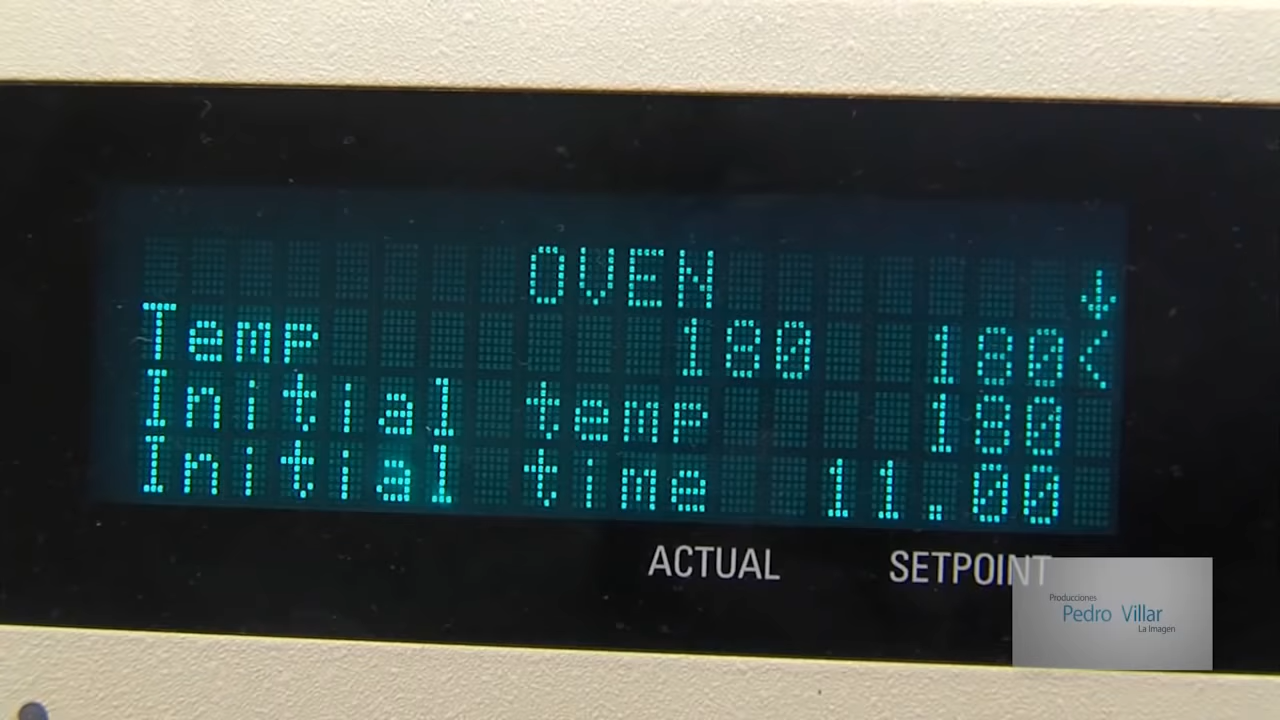 OVEN ↓
Temp 180 180<
Initial temp 180
Initial time 11.00
ACTUAL SETPOINT
Producciones
Pedro Villar
La Imagen